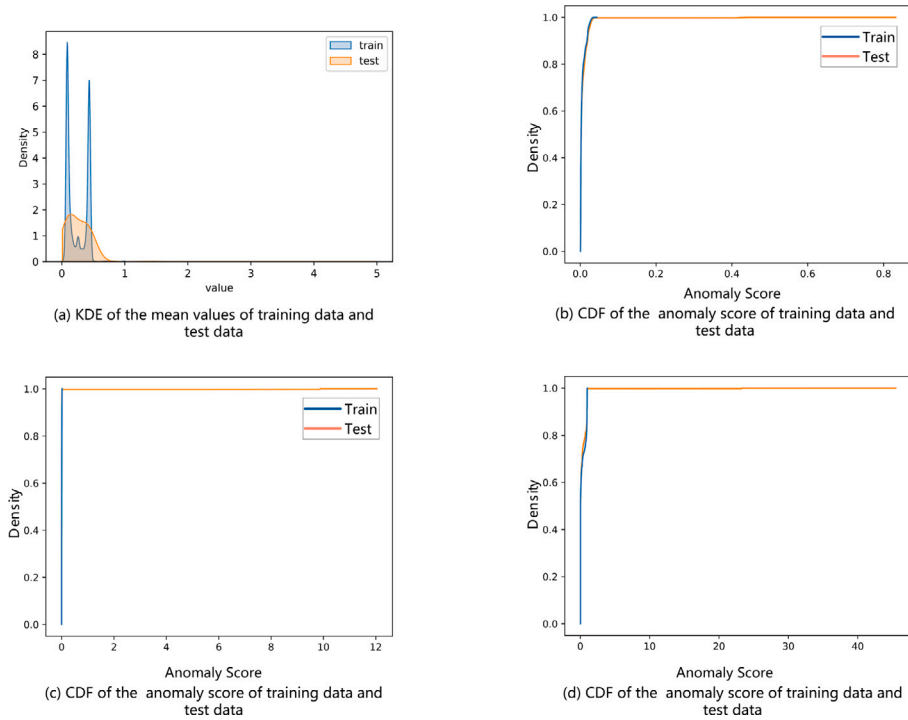 train
test
8
7
6
5
4
3
2
1
0
Density
0 1 2 3 4 5
value
(a) KDE of the mean values of training data and
test data
1.0
0.8
0.6
0.4
0.2
0.0
Density
Train
Test
0.0 0.2 0.4 0.6 0.8
Anomaly Score
(b) CDF of the anomaly score of training data and
test data
1.0
0.8
0.6
0.4
0.2
0.0
Density
Train
Test
0 2 4 6 8 10 12
Anomaly Score
(c) CDF of the anomaly score of training data and
test data
1.0
0.8
0.6
0.4
0.2
0.0
Density
Train
Test
0 10 20 30 40
Anomaly Score
(d) CDF of the anomaly score of training data and
test data